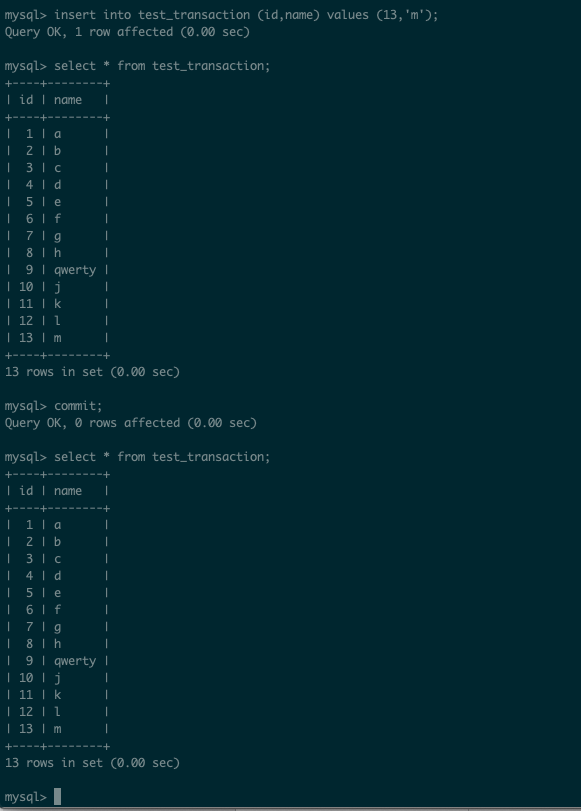 mysql> insert into test_transaction (id,name) values (13,'m');
Query OK, 1 row affected (0.00 sec)
mysql> select * from test_transaction;
+----+--------+
| id | name   |
+----+--------+
|  1 | a      |
|  2 | b      |
|  3 | c      |
|  4 | d      |
|  5 | e      |
|  6 | f      |
|  7 | g      |
|  8 | h      |
|  9 | qwerty |
| 10 | j      |
| 11 | k      |
| 12 | l      |
| 13 | m      |
+----+--------+
13 rows in set (0.00 sec)
mysql> commit;
Query OK, 0 rows affected (0.00 sec)
mysql> select * from test_transaction;
+----+--------+
| id | name   |
+----+--------+
|  1 | a      |
|  2 | b      |
|  3 | c      |
|  4 | d      |
|  5 | e      |
|  6 | f      |
|  7 | g      |
|  8 | h      |
|  9 | qwerty |
| 10 | j      |
| 11 | k      |
| 12 | l      |
| 13 | m      |
+----+--------+
13 rows in set (0.00 sec)
mysql>